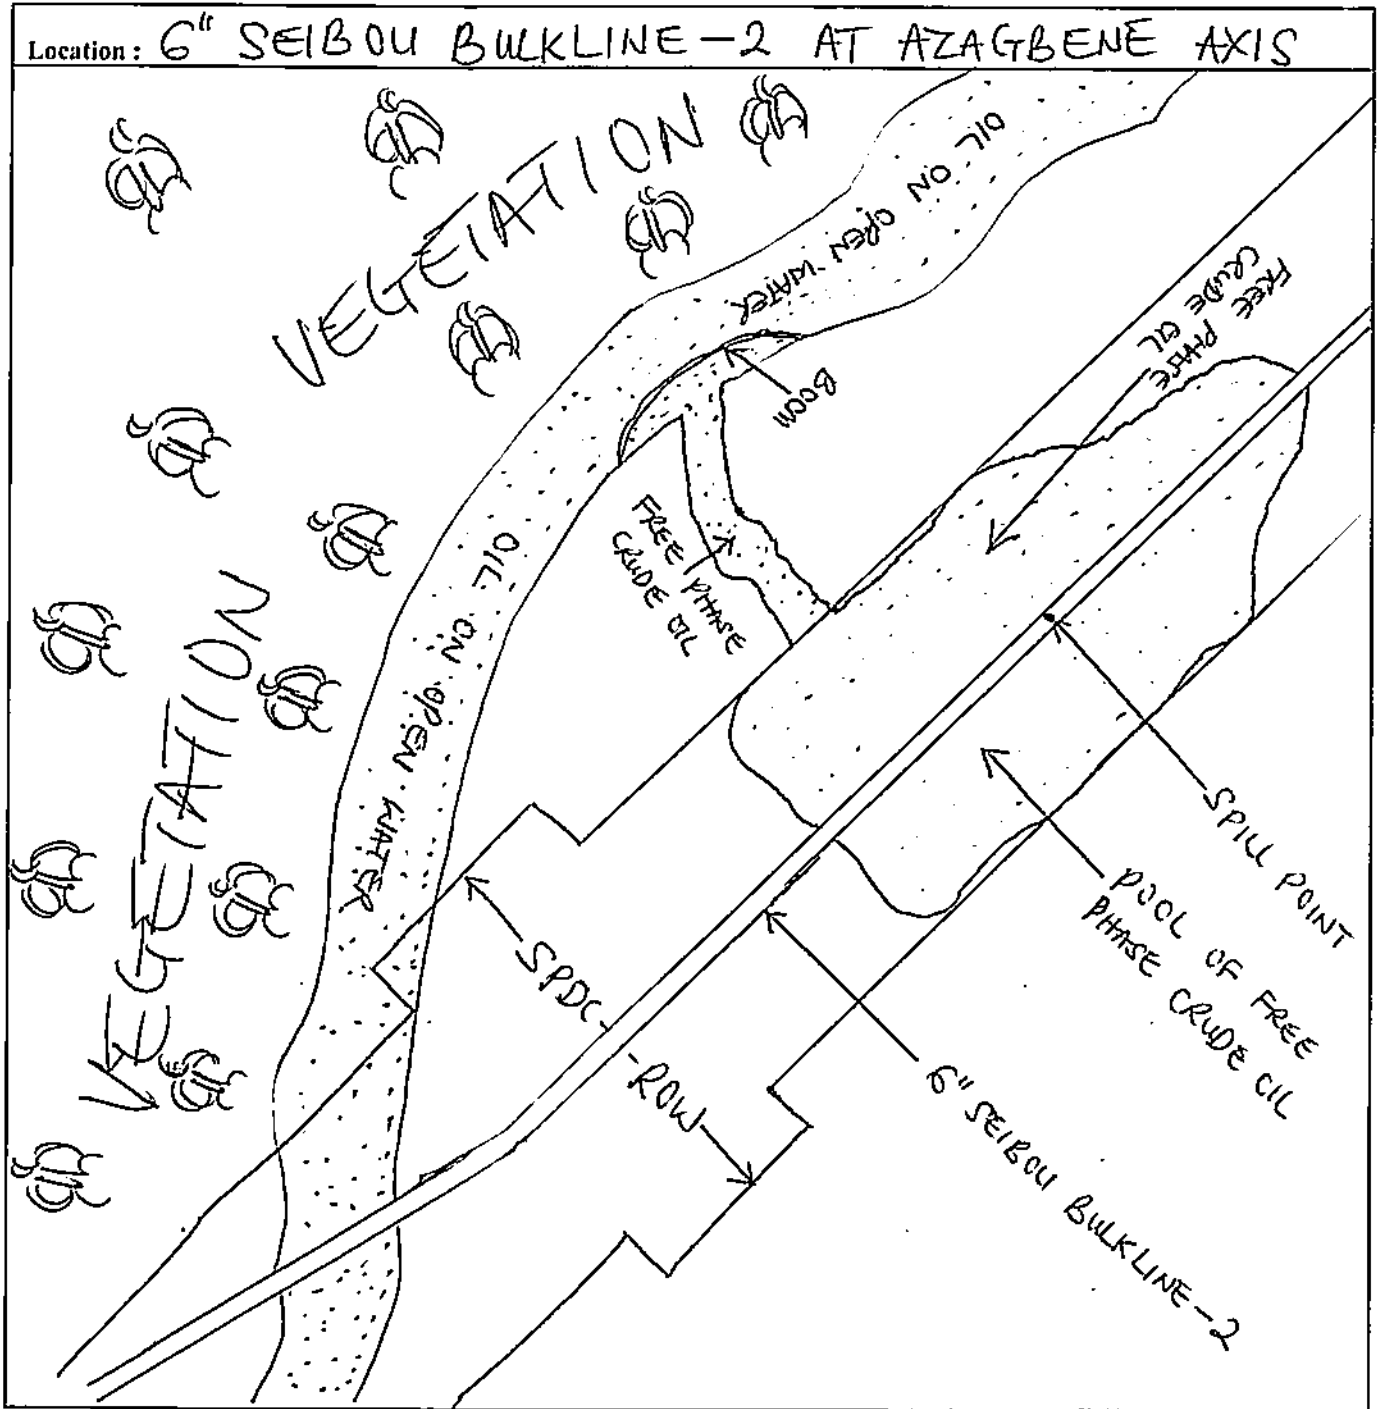 Location : 6" SEIBOU BULKLINE-2 AT AZAGBENE AXIS
VEGETATION
OIL ON OPEN WATER
FREE PHASE
CRUDE OIL
BOOM
FREE PHASE
CRUDE OIL
OIL ON OPEN WATER
VEGETATION
SPILL POINT
POOL OF FREE
PHASE CRUDE OIL
SPDC-
-ROW
6" SEIBOU BULKLINE-2